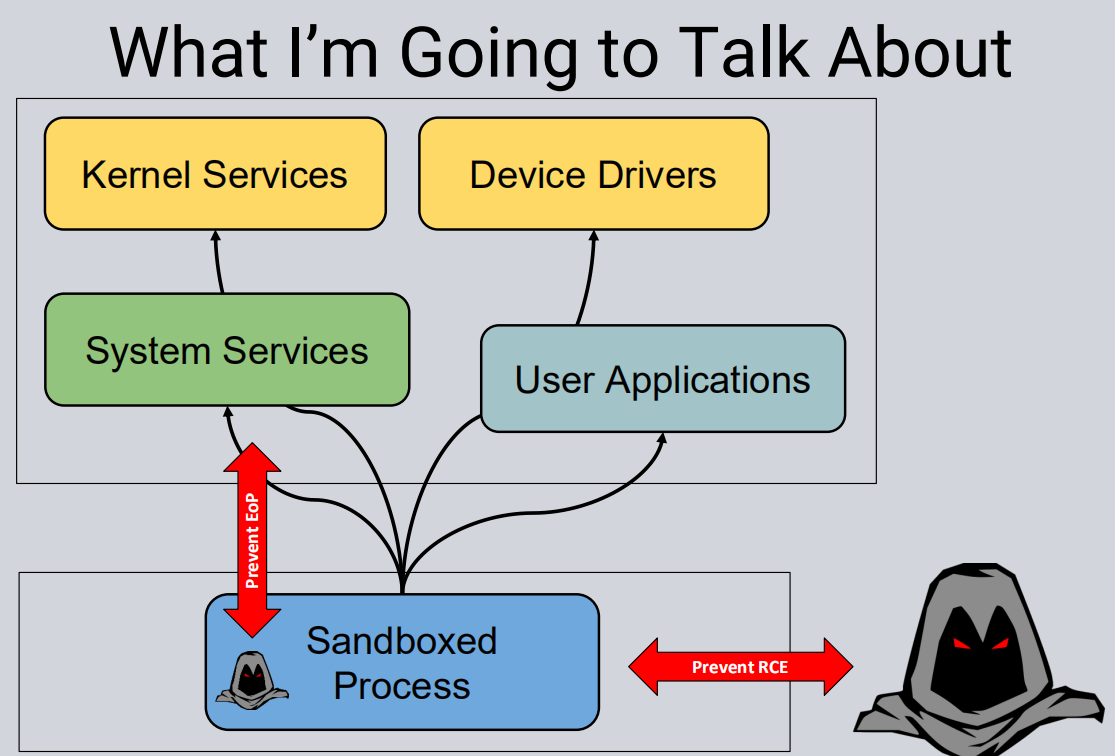 What I'm Going to Talk About
Kernel Services
Device Drivers
System Services
User Applications
Prevent EoP
Sandboxed
Process
Prevent RCE